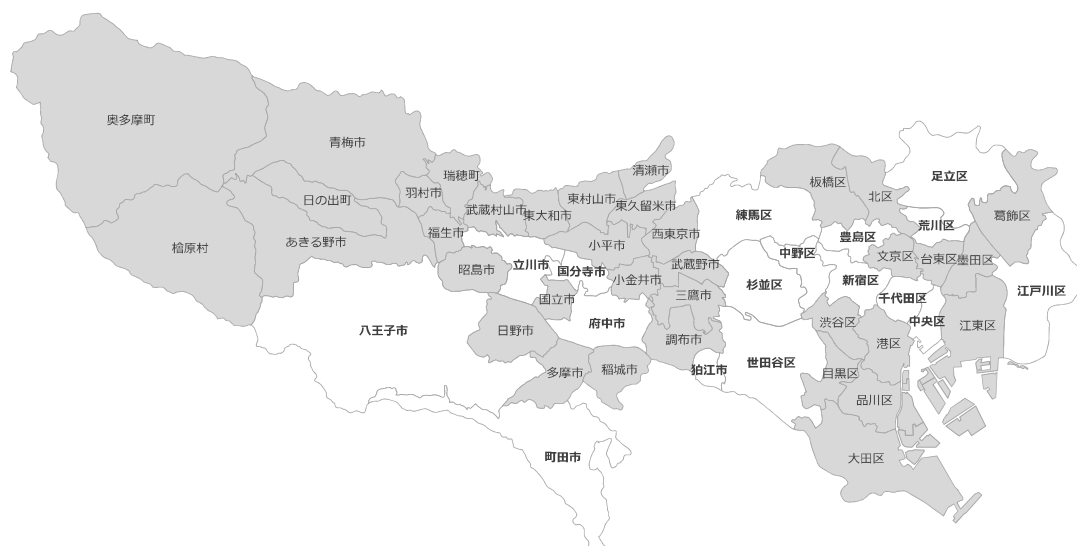 奥多摩町
青梅市
瑞穂町
清瀬市
板橋区
北区
足立区
羽村市
日の出町
武蔵村山市
東大和市
東村山市
東久留米市
練馬区
荒川区
葛飾区
檜原村
あきる野市
福生市
小平市
西東京市
中野区
豊島区
文京区
台東区
墨田区
昭島市
立川市
国分寺市
小金井市
武蔵野市
杉並区
新宿区
千代田区
江戸川区
国立市
三鷹市
八王子市
日野市
府中市
調布市
世田谷区
渋谷区
港区
中央区
江東区
多摩市
稲城市
狛江市
目黒区
品川区
町田市
大田区